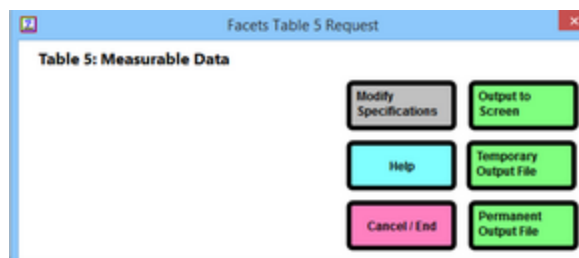 Facets Table 5 Request
Table 5: Measurable Data
Modify
Specifications
Output to
Screen
Help
Temporary
Output File
Cancel / End
Permanent
Output File